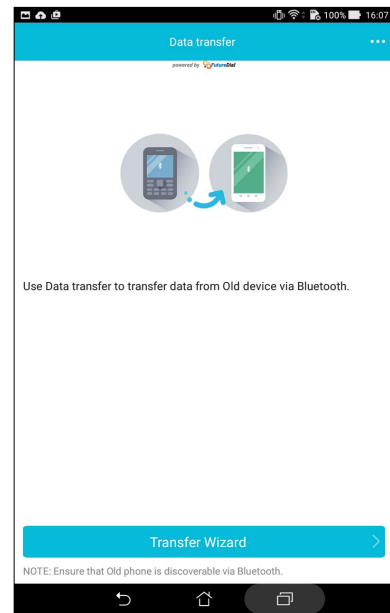 100% 16:07
Data transfer
powered by FutureDial
Use Data transfer to transfer data from Old device via Bluetooth.
Transfer Wizard
NOTE: Ensure that Old phone is discoverable via Bluetooth.